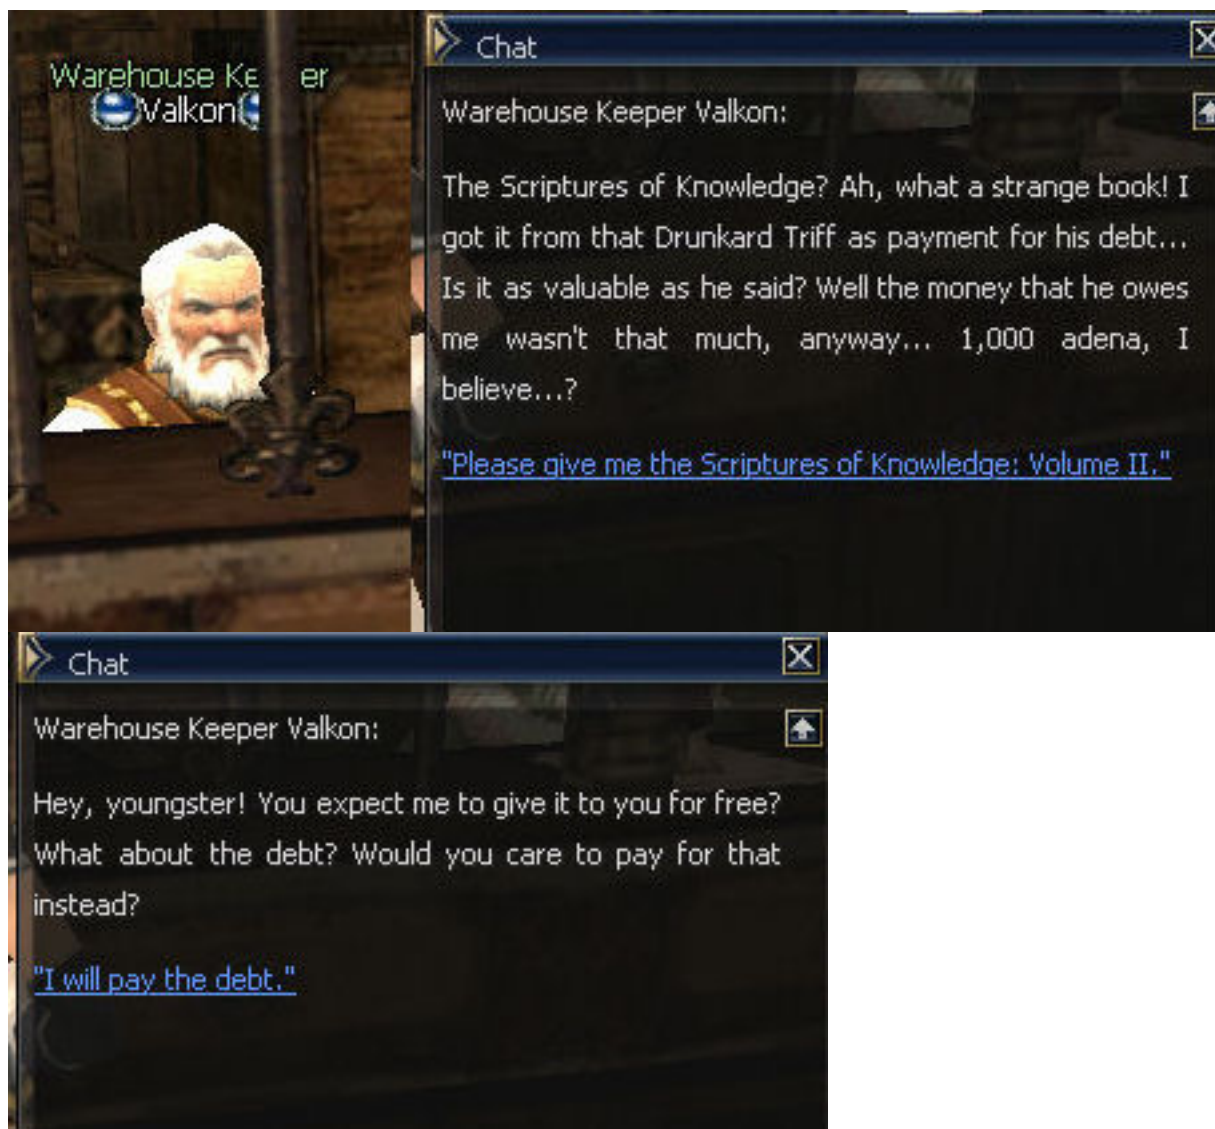 Warehouse Ke er
Valkon
Chat
Warehouse Keeper Valkon:
The Scriptures of Knowledge? Ah, what a strange book! I
got it from that Drunkard Triff as payment for his debt...
Is it as valuable as he said? Well the money that he owes
me wasn't that much, anyway... 1,000 adena, I
believe...?
"Please give me the Scriptures of Knowledge: Volume II."
Chat
Warehouse Keeper Valkon:
Hey, youngster! You expect me to give it to you for free?
What about the debt? Would you care to pay for that
instead?
"I will pay the debt."